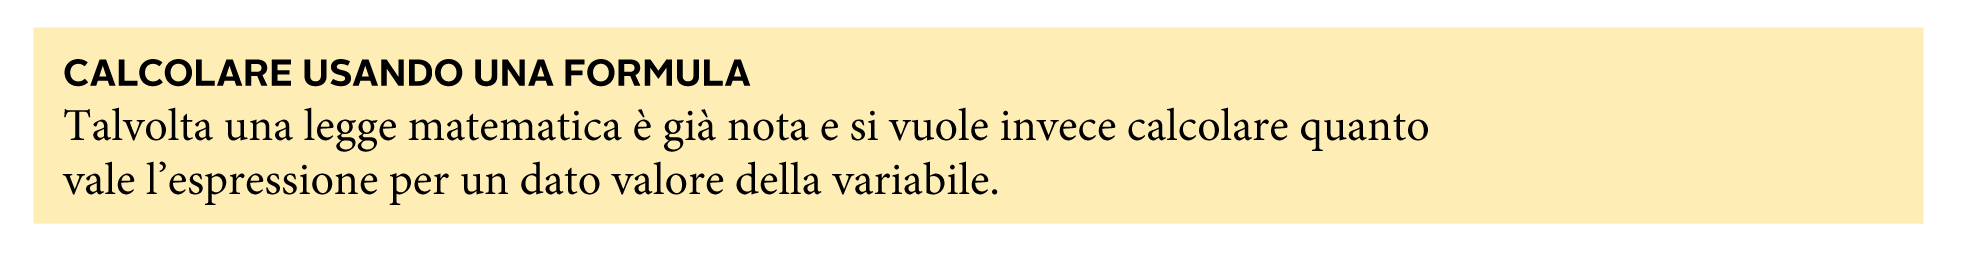 CALCOLARE USANDO UNA FORMULA
Talvolta una legge matematica è già nota e si vuole invece calcolare quanto
vale l’espressione per un dato valore della variabile.